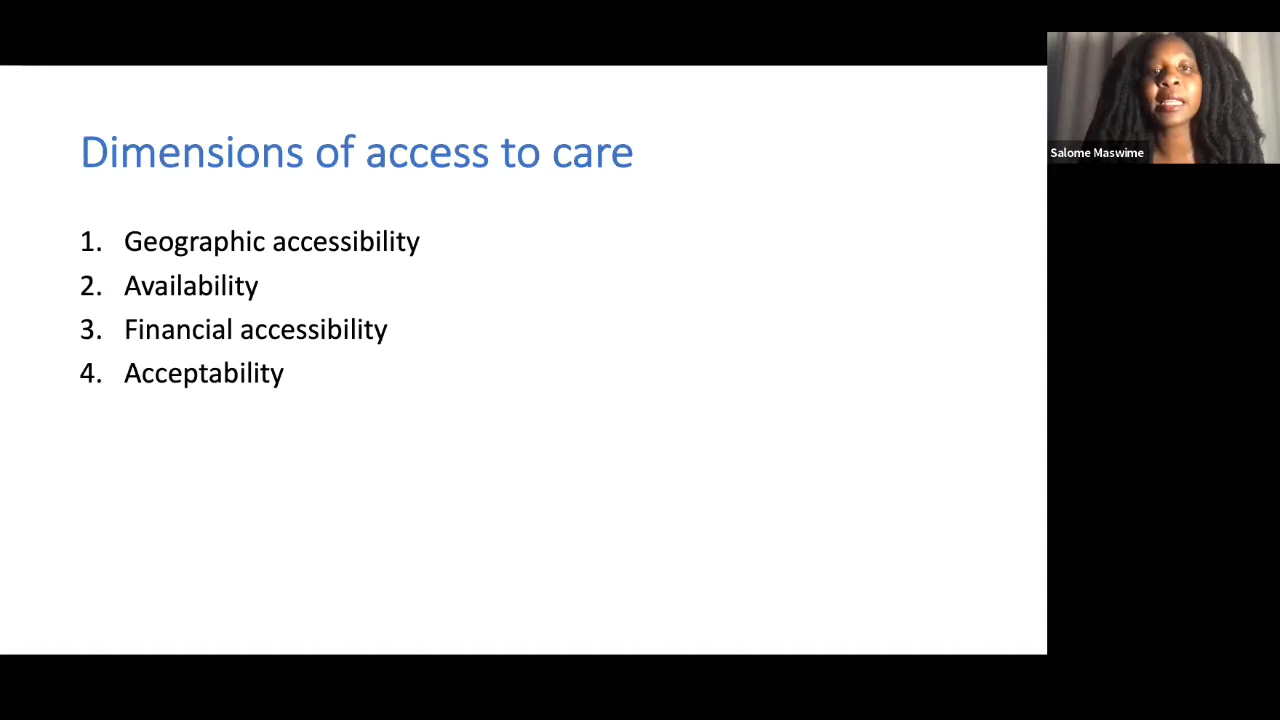 Dimensions of access to care
1. Geographic accessibility
2. Availability
3. Financial accessibility
4. Acceptability
Salome Maswime